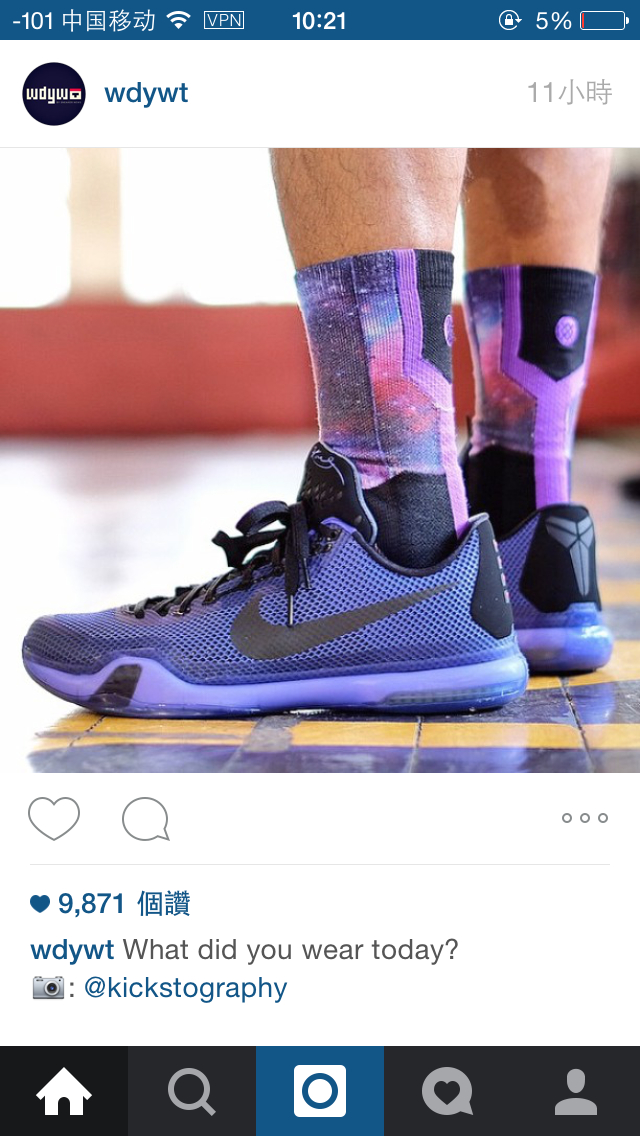 -101 中国移动 VPN 10:21 5%
wdywt 11小時
9,871 個讚
wdywt What did you wear today?
: @kickstography